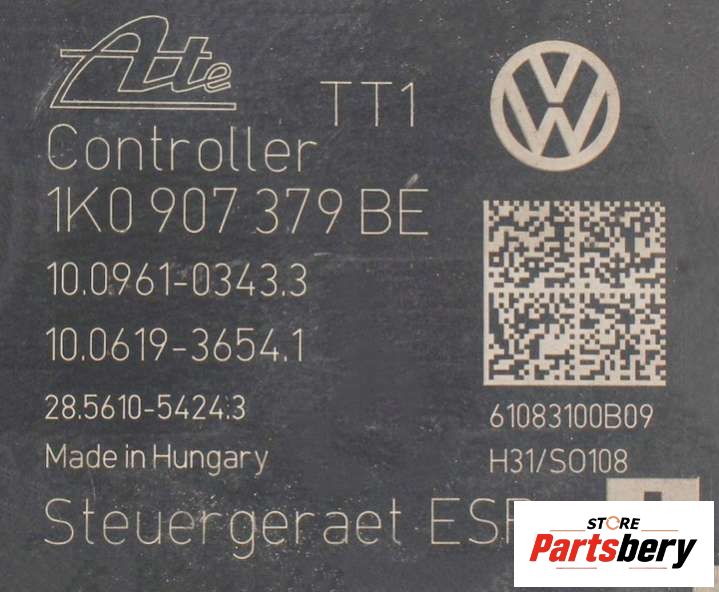 Ate
TT1
Controller
1K0 907 379 BE
10.0961-0343.3
10.0619-3654.1
28.5610-5424.3
61083100B09
Made in Hungary
H31/SO108
Steuergeraet ESP
STORE
Partsbery